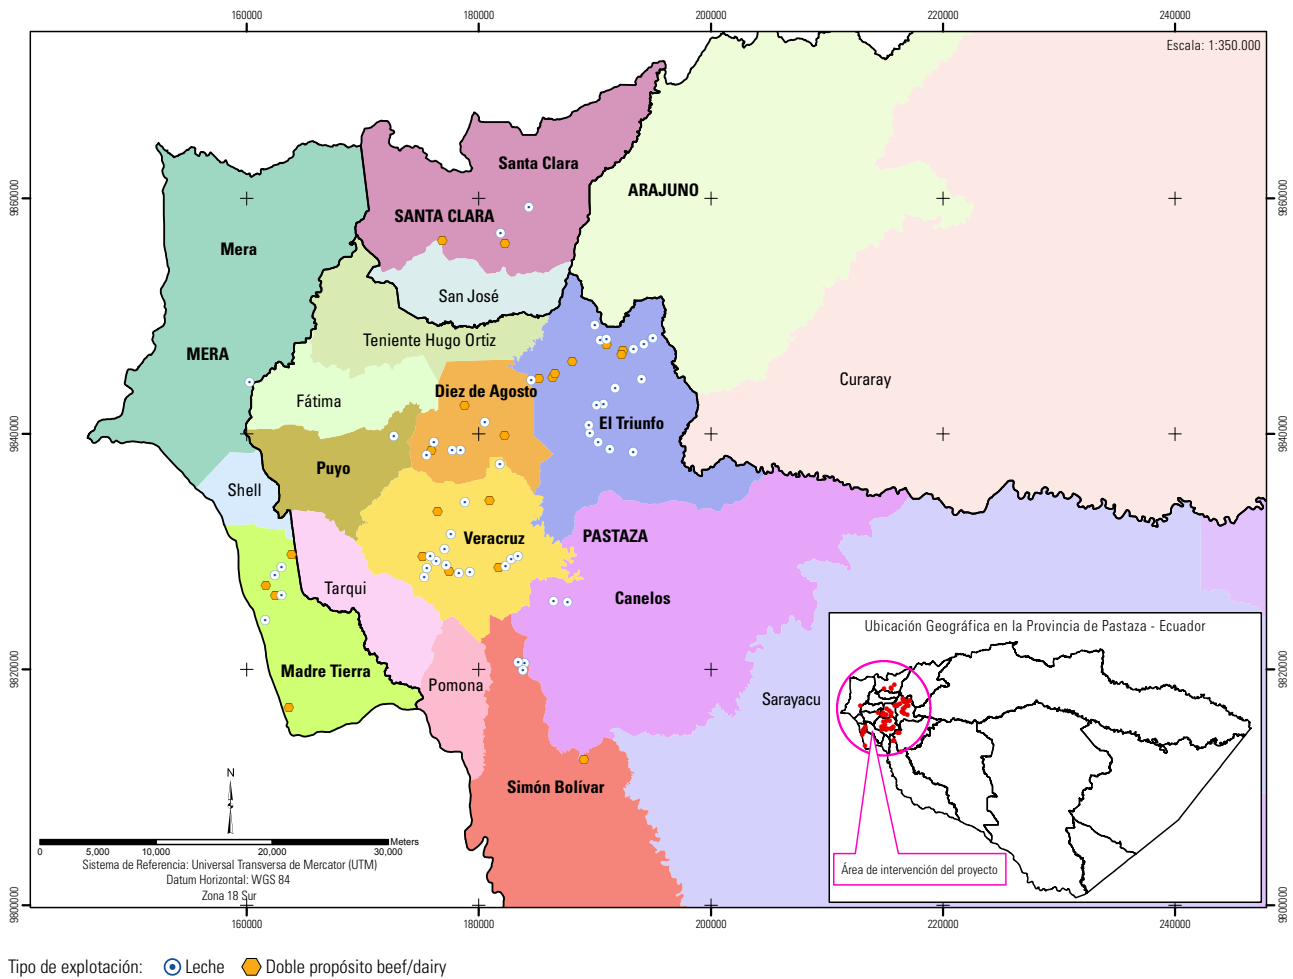 160000
180000
200000
220000
240000
Escala: 1:350.000
Santa Clara
ARAJUNO
9860000
9860000
SANTA CLARA
Mera
San José
Teniente Hugo Ortiz
MERA
Curaray
Diez de Agosto
Fátima
El Triunfo
9840000
9840000
Puyo
Shell
Veracruz
PASTAZA
Tarqui
Canelos
Ubicación Geográfica en la Provincia de Pastaza - Ecuador
Madre Tierra
9820000
9820000
Pomona
Sarayacu
N
Simón Bolívar
Meters
0
5,000
10,000
20,000
30,000
Sistema de Referencia: Universal Transversa de Mercator (UTM)
Datum Horizontal: WGS 84
Zona 18 Sur
Área de intervención del proyecto
9800000
9800000
160000
180000
200000
220000
240000
Tipo de explotación: Leche Doble propósito beef/dairy